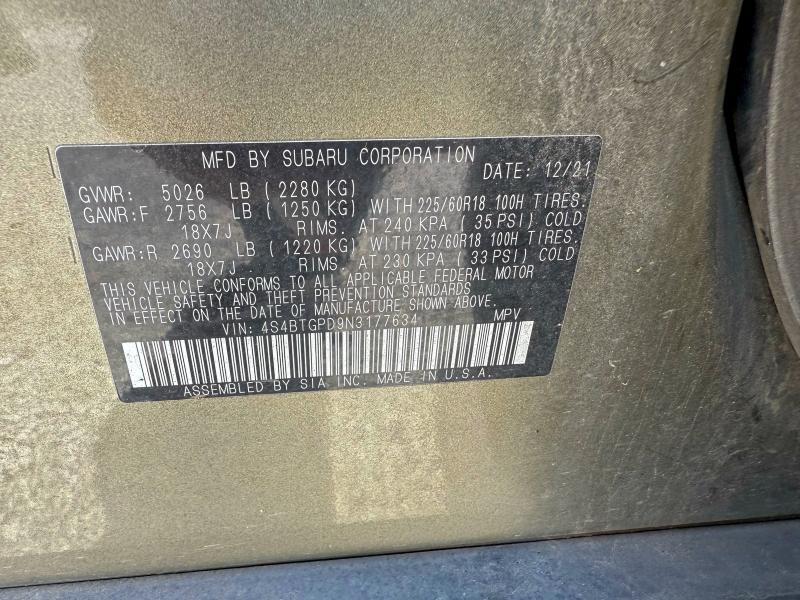 MFD BY SUBARU CORPORATION DATE: 12/21
GVWR: 5026 LB (2280 KG)
GAWR:F 2756 LB (1250 KG) WITH 225/60R18 100H TIRES.
18X7J RIMS. AT 240 KPA (35 PSI) COLD
GAWR:R 2690 LB (1220 KG) WITH 225/60R18 100H TIRES.
18X7J RIMS. AT 230 KPA (33 PSI) COLD
THIS VEHICLE CONFORMS TO ALL APPLICABLE FEDERAL MOTOR
VEHICLE SAFETY AND THEFT PREVENTION STANDARDS
IN EFFECT ON THE DATE OF MANUFACTURE SHOWN ABOVE.
VIN: 4S4BTGPD9N3177634 MPV
ASSEMBLED BY SIA INC. MADE IN U.S.A.